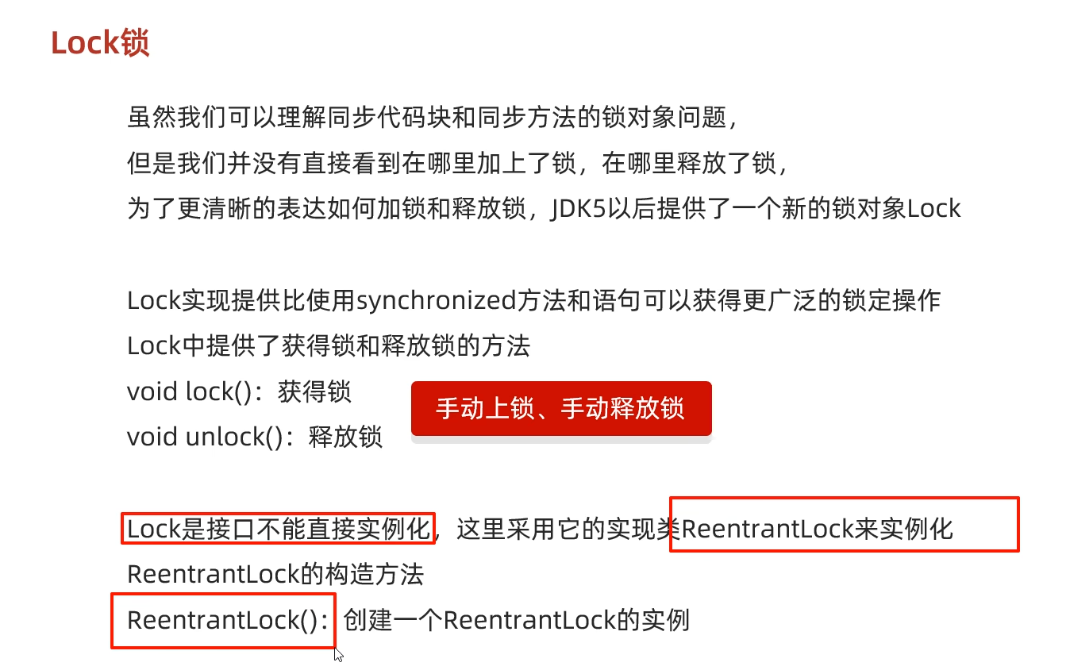 Lock锁
虽然我们可以理解同步代码块和同步方法的锁对象问题，
但是我们并没有直接看到在哪里加上了锁，在哪里释放了锁，
为了更清晰的表达如何加锁和释放锁，JDK5以后提供了一个新的锁对象Lock
Lock实现提供比使用synchronized方法和语句可以获得更广泛的锁定操作
Lock中提供了获得锁和释放锁的方法
void lock()：获得锁
手动上锁、手动释放锁
void unlock()：释放锁
Lock是接口不能直接实例化，这里采用它的实现类ReentrantLock来实例化
ReentrantLock的构造方法
ReentrantLock()：创建一个ReentrantLock的实例